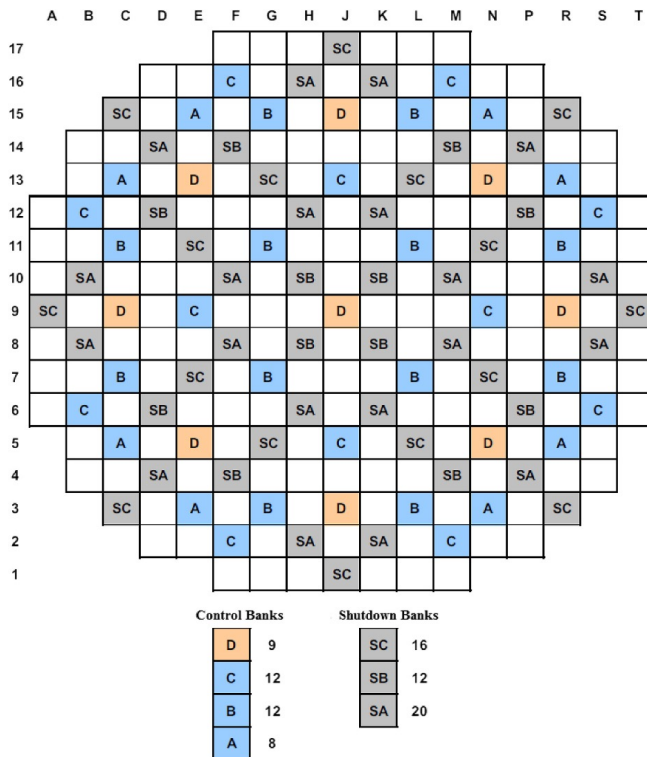 A B C D E F G H J K L M N P R S T
17 SC
16 C SA SA C
15 SC A B D B A SC
14 SA SB SB SA
13 A D SC C SC D A
12 C SB SA SA SB C
11 B SC B B SC B
10 SA SA SB SB SA SA
9 SC D C D C D SC
8 SA SA SB SB SA SA
7 B SC B B SC B
6 C SB SA SA SB C
5 A D SC C SC D A
4 SA SB SB SA
3 SC A B D B A SC
2 C SA SA C
1 SC
Control Banks Shutdown Banks
D 9 SC 16
C 12 SB 12
B 12 SA 20
A 8